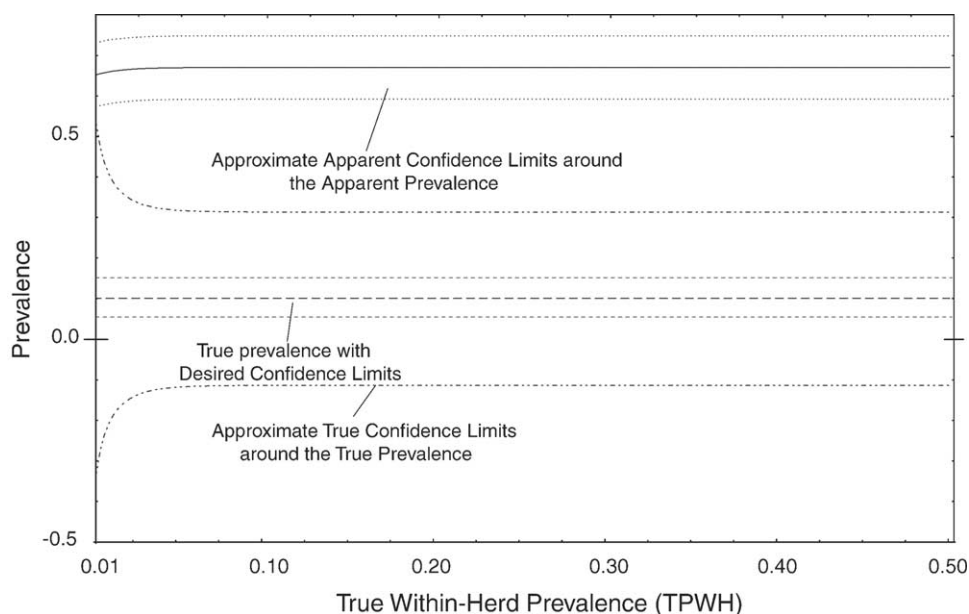 0.5
Approximate Apparent Confidence Limits around
the Apparent Prevalence
Prevalence
0.0
True prevalence with
Desired Confidence Limits
Approximate True Confidence Limits
around the True Prevalence
-0.5
0.01 0.10 0.20 0.30 0.40 0.50
True Within-Herd Prevalence (TPWH)